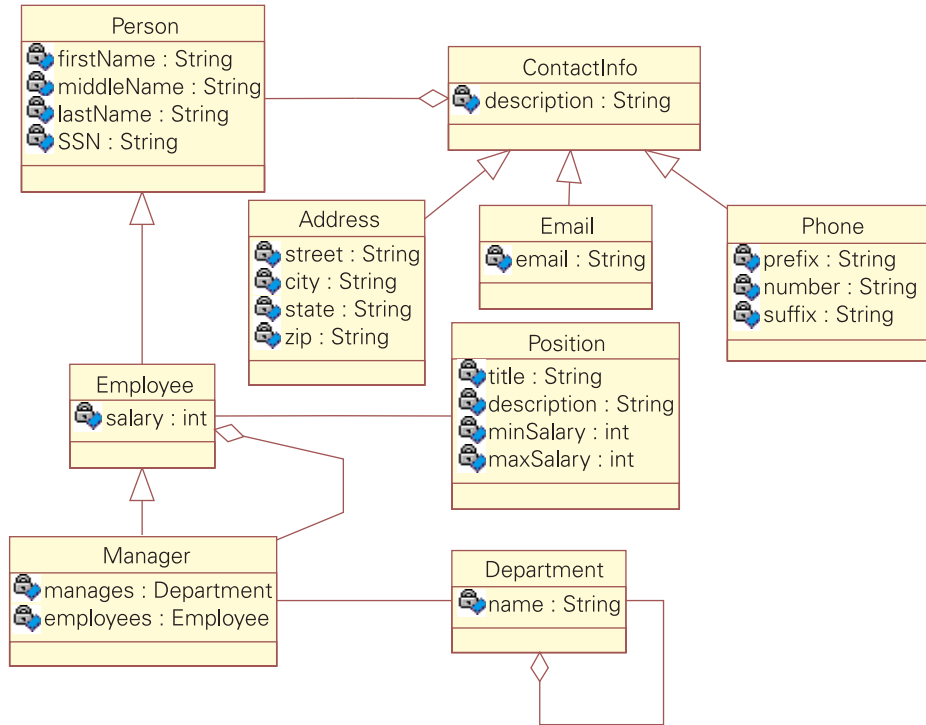 Person
firstName : String
middleName : String
lastName : String
SSN : String
ContactInfo
description : String
Address
street : String
city : String
state : String
zip : String
Email
email : String
Phone
prefix : String
number : String
suffix : String
Employee
salary : int
Position
title : String
description : String
minSalary : int
maxSalary : int
Manager
manages : Department
employees : Employee
Department
name : String